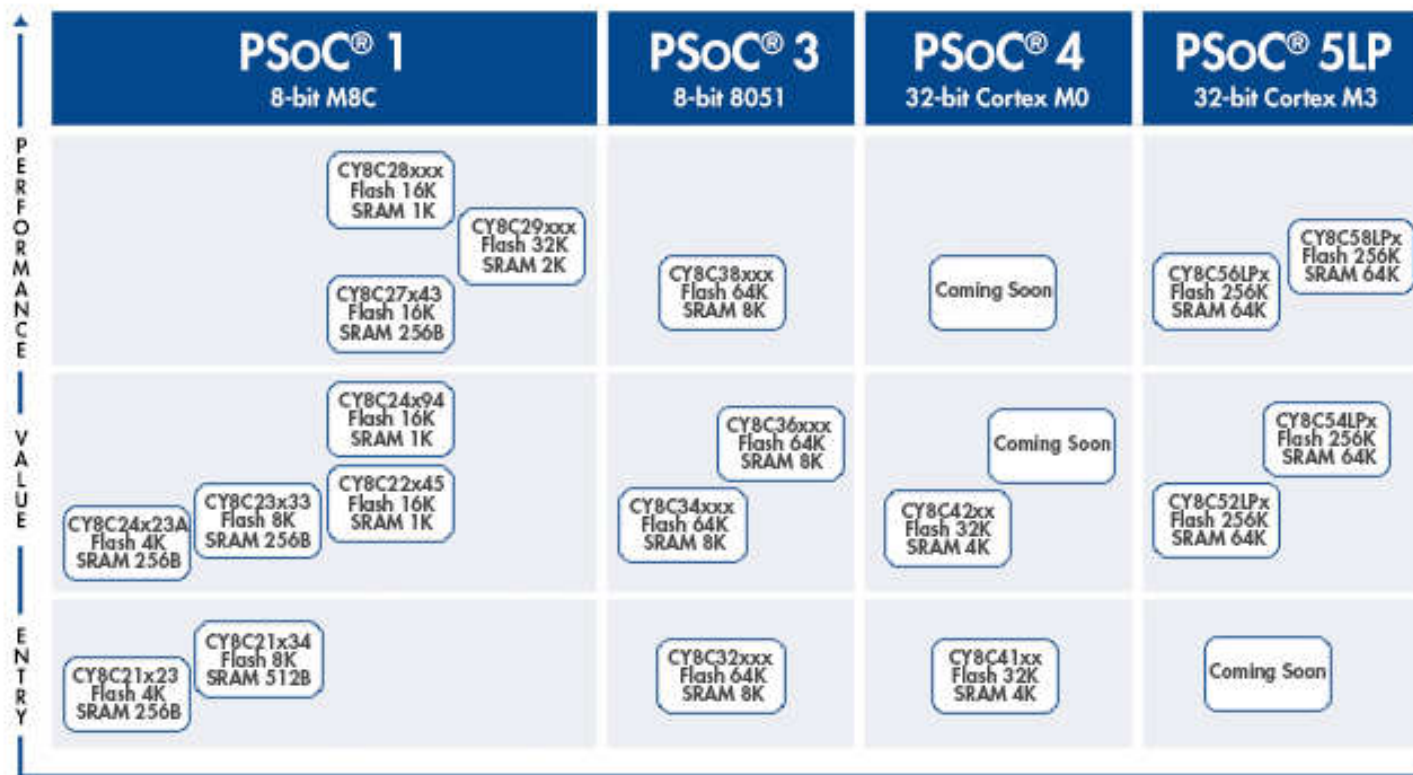 PSoC® 1
8-bit M8C
PSoC® 3
8-bit 8051
PSoC® 4
32-bit Cortex M0
PSoC® 5LP
32-bit Cortex M3
PERFORMANCE
CY8C28xxx
Flash 16K
SRAM 1K
CY8C29xxx
Flash 32K
SRAM 2K
CY8C27x43
Flash 16K
SRAM 256B
CY8C38xxx
Flash 64K
SRAM 8K
Coming Soon
CY8C56LPx
Flash 256K
SRAM 64K
CY8C58LPx
Flash 256K
SRAM 64K
VALUE
CY8C24x94
Flash 16K
SRAM 1K
CY8C22x45
Flash 16K
SRAM 1K
CY8C23x33
Flash 8K
SRAM 256B
CY8C24x23A
Flash 4K
SRAM 256B
CY8C36xxx
Flash 64K
SRAM 8K
CY8C34xxx
Flash 64K
SRAM 8K
Coming Soon
CY8C42xx
Flash 32K
SRAM 4K
CY8C54LPx
Flash 256K
SRAM 64K
CY8C52LPx
Flash 256K
SRAM 64K
ENTRY
CY8C21x34
Flash 8K
SRAM 512B
CY8C21x23
Flash 4K
SRAM 256B
CY8C32xxx
Flash 64K
SRAM 8K
CY8C41xx
Flash 32K
SRAM 4K
Coming Soon